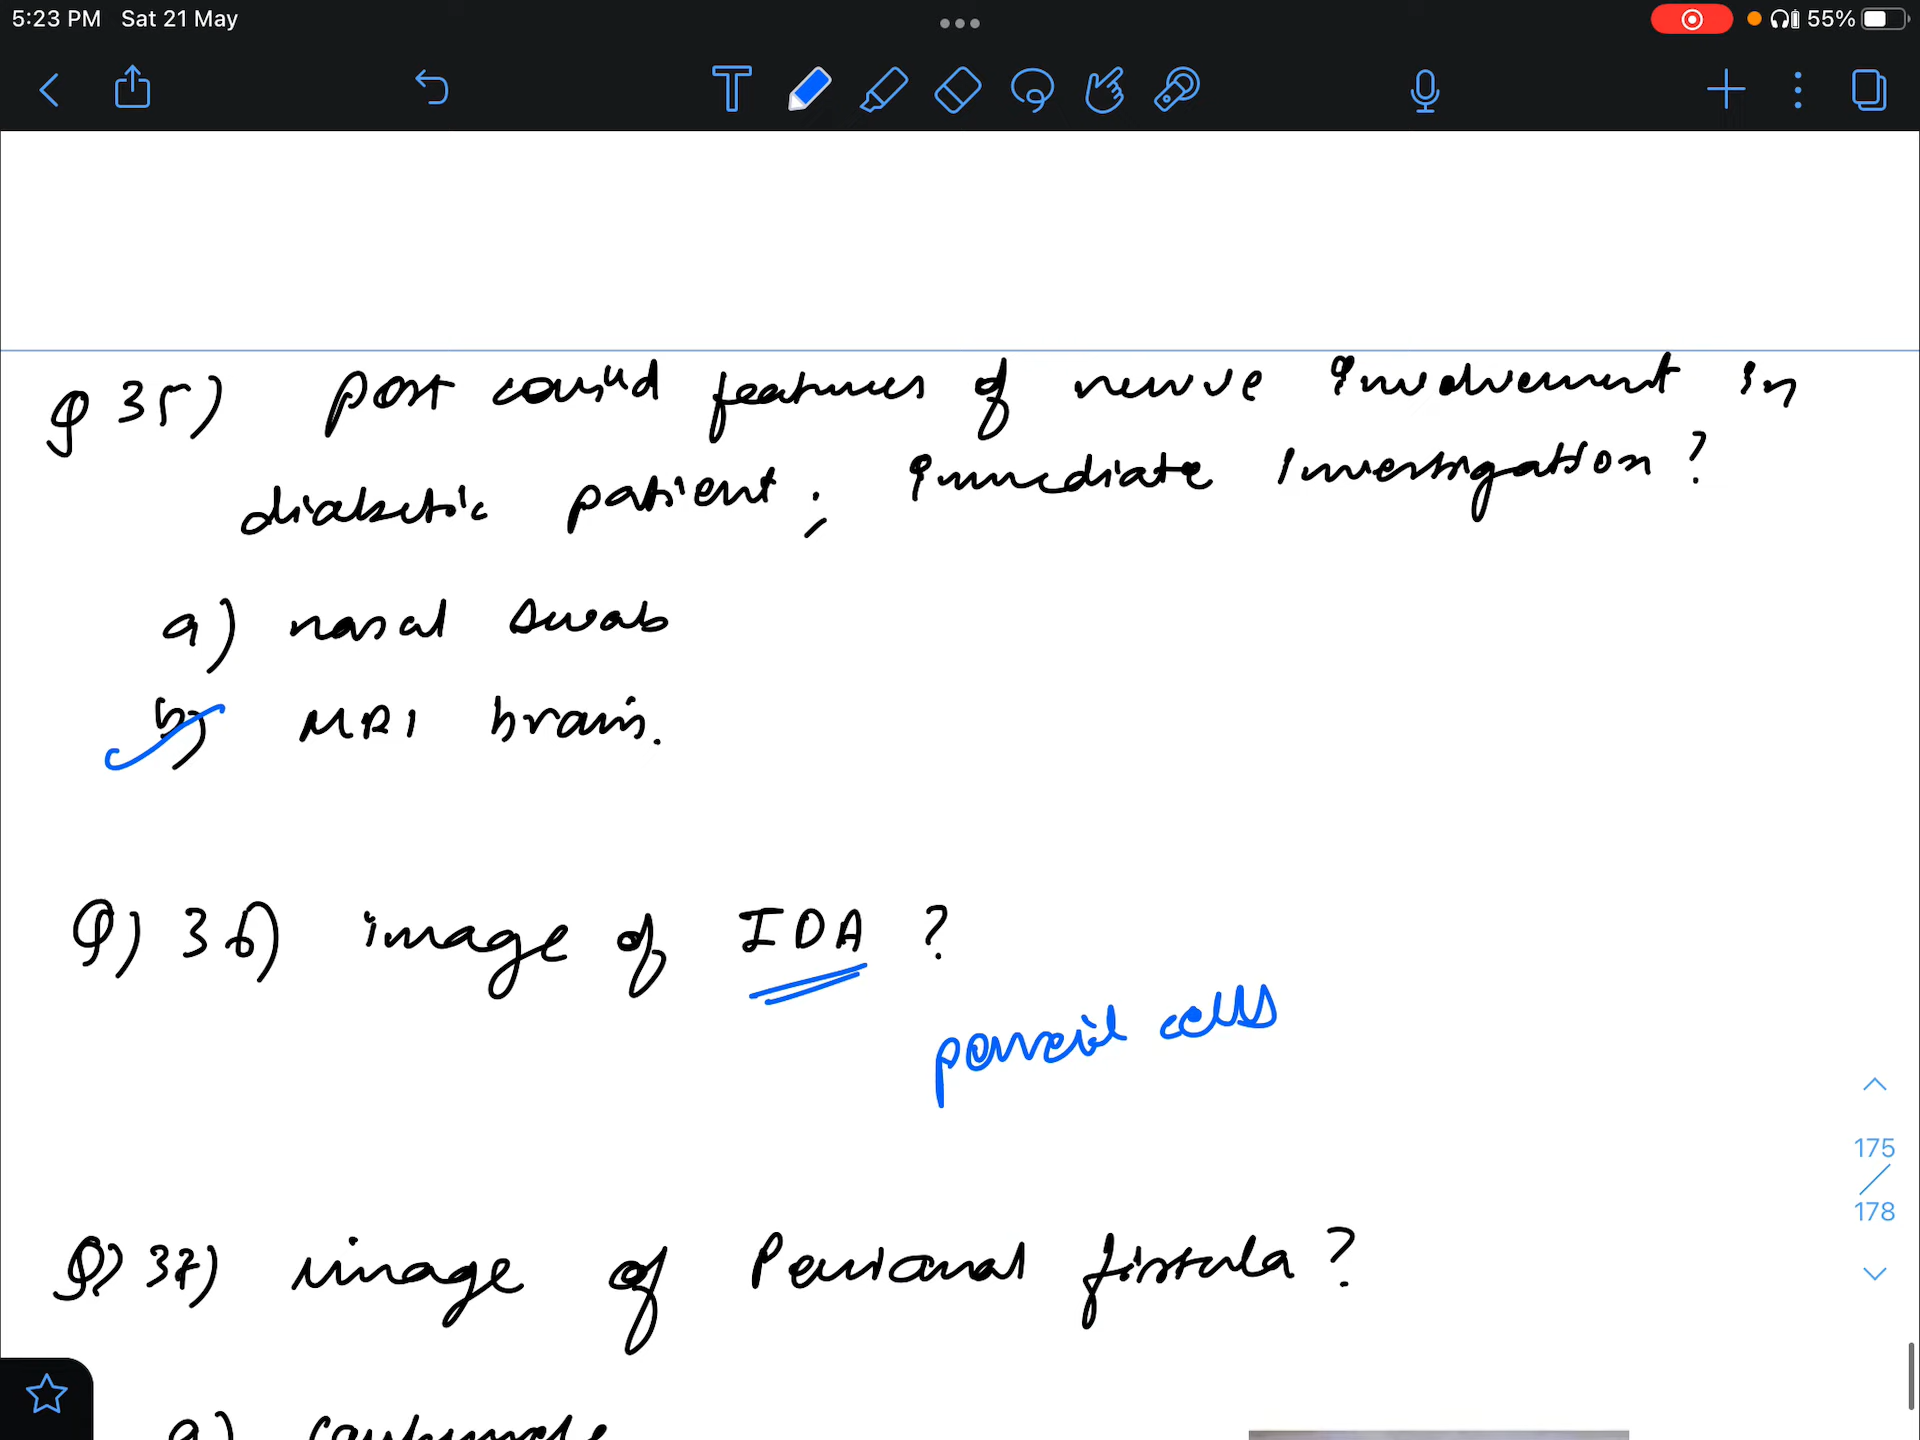 5:23 PM Sat 21 May
55%
T
Q 35) post covid features of nerve involvement in
diabetic patient; immediate investigation?
a) nasal swab
b) MRI brain.
Q) 36) image of IDA ?
pencil cells
175
178
Q) 37) image of Perianal fistula?
a)